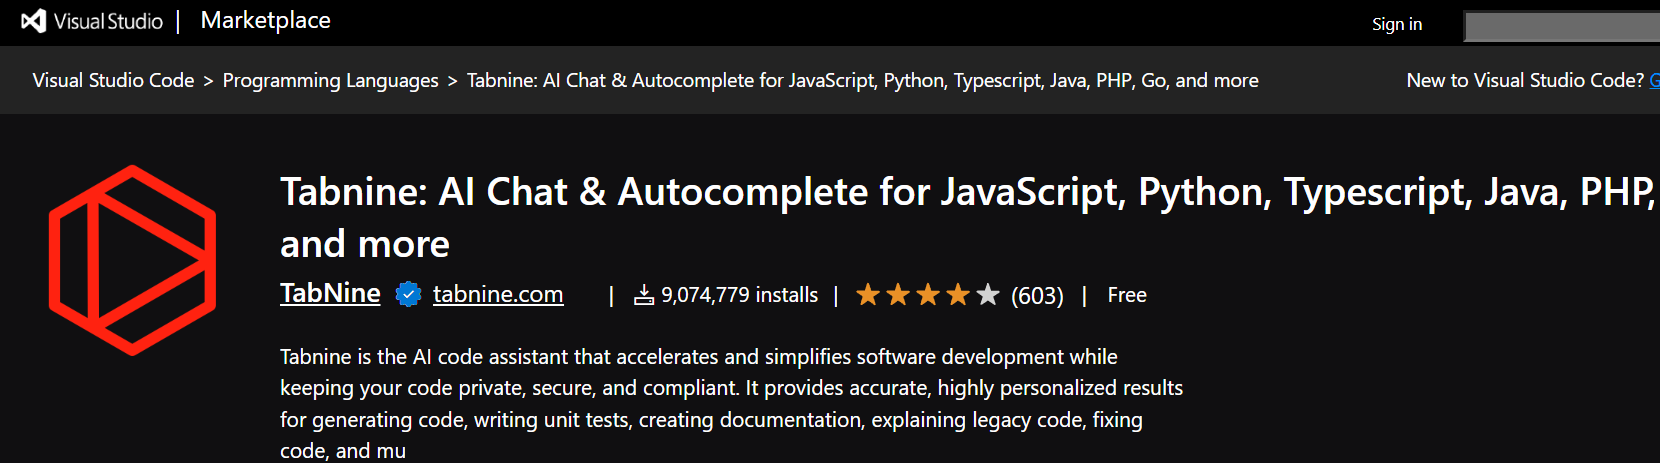 Visual Studio | Marketplace
Sign in
Visual Studio Code > Programming Languages > Tabnine: AI Chat & Autocomplete for JavaScript, Python, Typescript, Java, PHP, Go, and more
New to Visual Studio Code? G
Tabnine: AI Chat & Autocomplete for JavaScript, Python, Typescript, Java, PHP,
and more
TabNine tabnine.com | 9,074,779 installs | (603) | Free
Tabnine is the AI code assistant that accelerates and simplifies software development while
keeping your code private, secure, and compliant. It provides accurate, highly personalized results
for generating code, writing unit tests, creating documentation, explaining legacy code, fixing
code, and mu